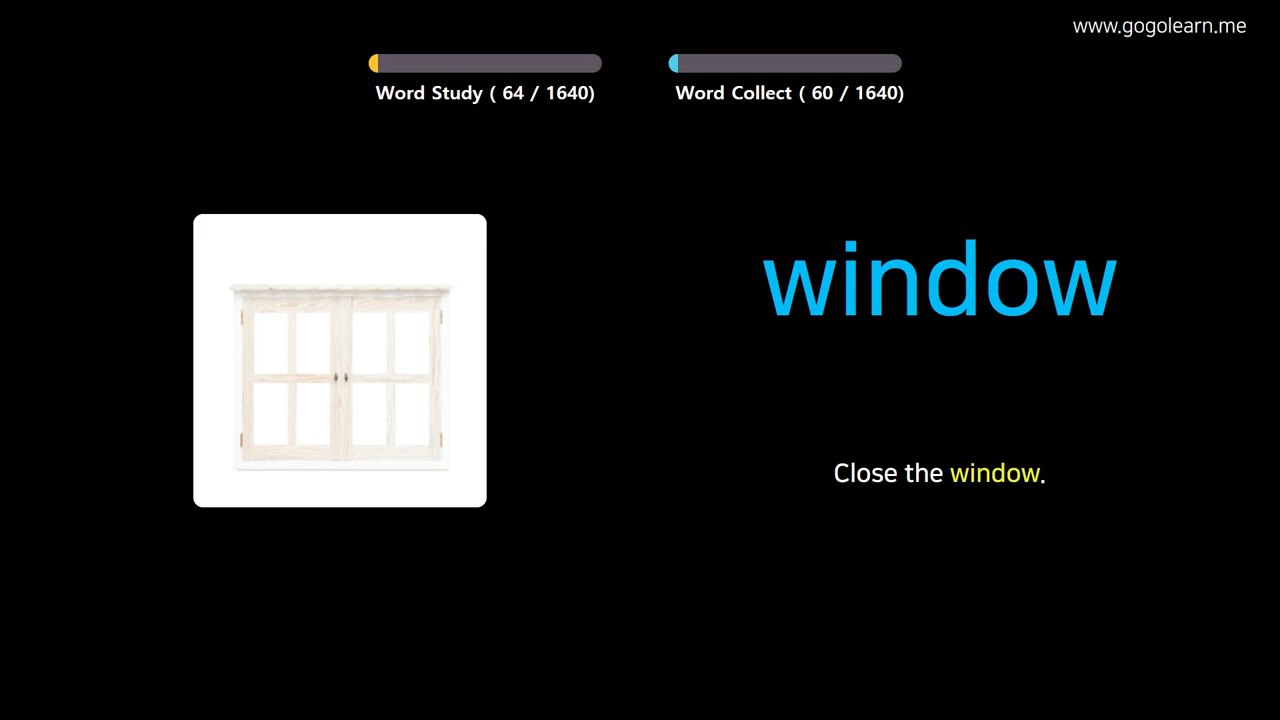 www.gogolearn.me
Word Study ( 64 / 1640)
Word Collect ( 60 / 1640)
window
Close the window.